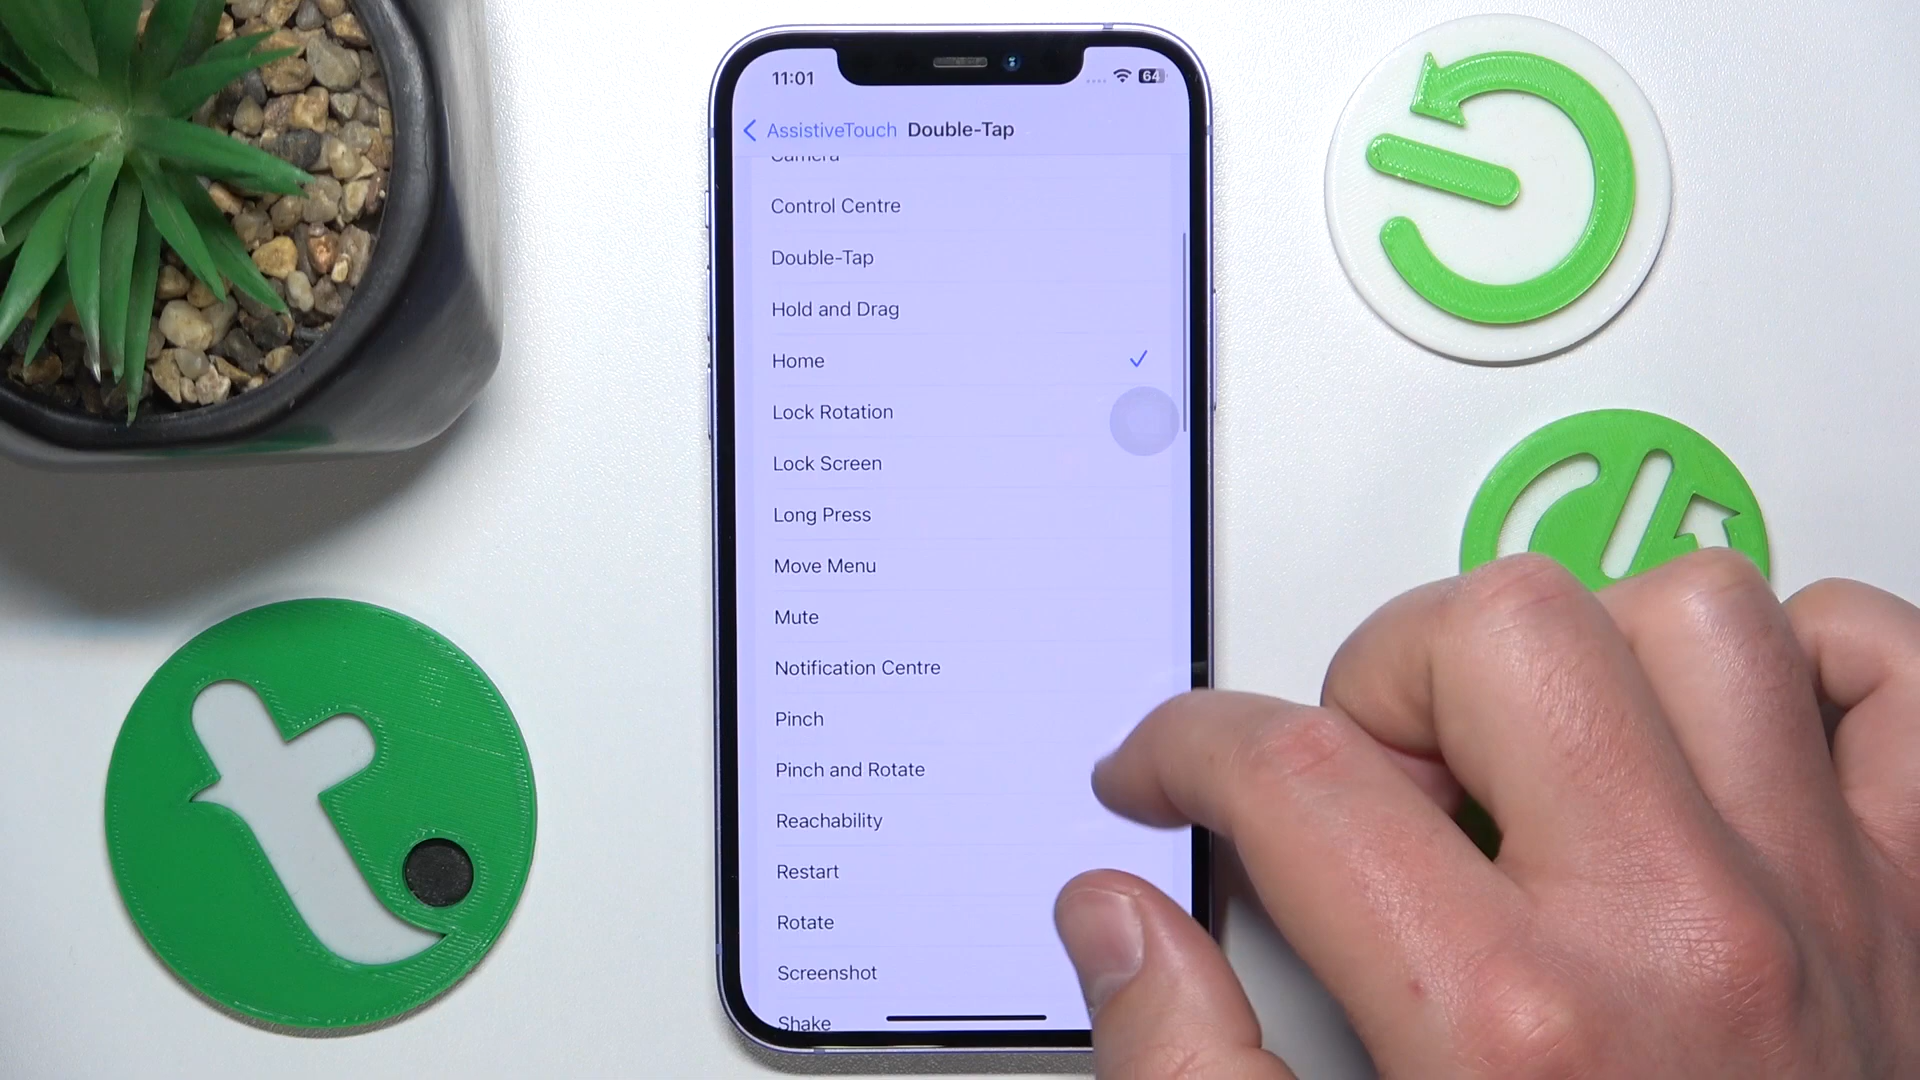 11:01
64
AssistiveTouch Double-Tap
Camera
Control Centre
Double-Tap
Hold and Drag
Home
Lock Rotation
Lock Screen
Long Press
Move Menu
Mute
Notification Centre
Pinch
Pinch and Rotate
Reachability
Restart
Rotate
Screenshot
Shake
t.